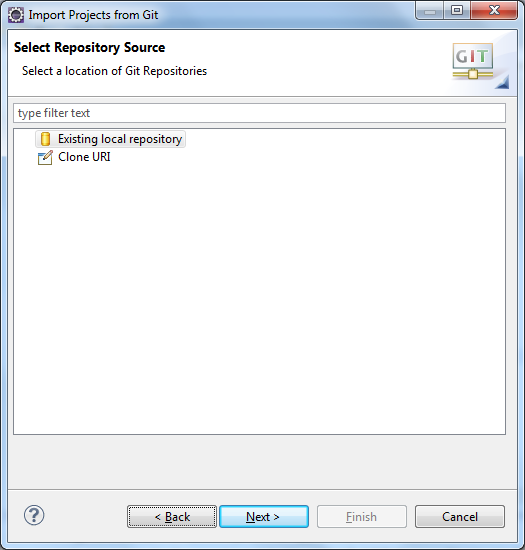 Import Projects from Git
Select Repository Source
Select a location of Git Repositories
GIT
type filter text
Existing local repository
Clone URI
?
< Back
Next >
Finish
Cancel